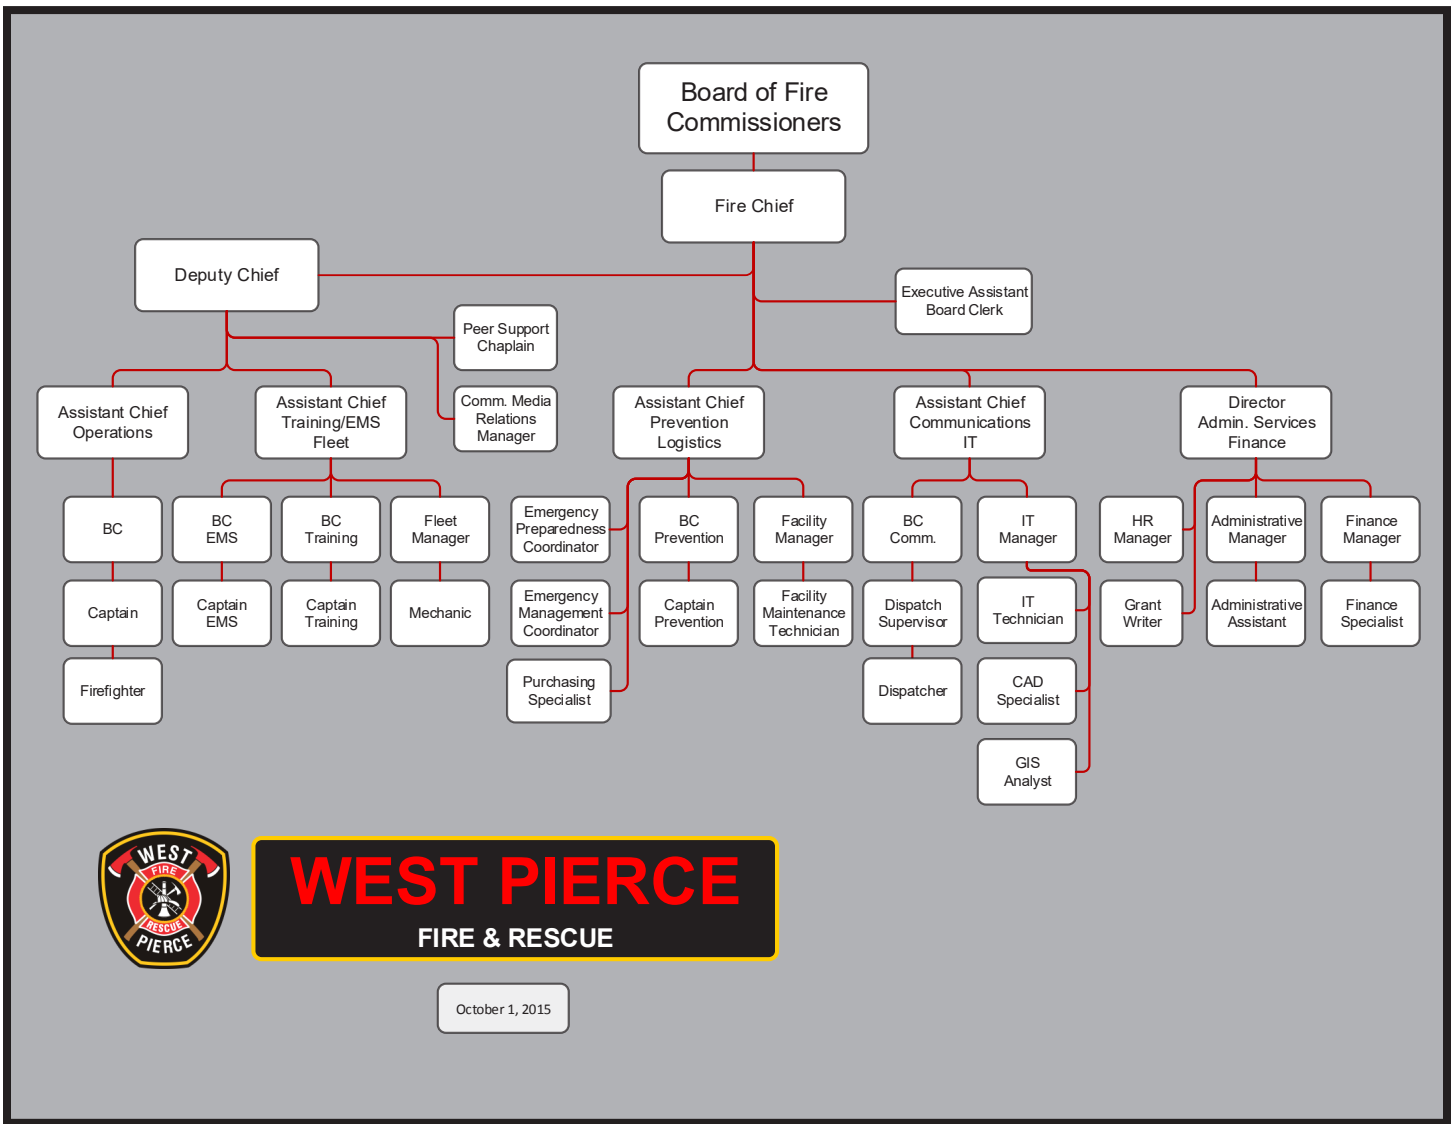 Board of Fire
Commissioners
Fire Chief
Deputy Chief
Executive Assistant
Board Clerk
Peer Support
Chaplain
Comm. Media
Relations
Manager
Assistant Chief
Operations
Assistant Chief
Training/EMS
Fleet
Assistant Chief
Prevention
Logistics
Assistant Chief
Communications
IT
Director
Admin. Services
Finance
BC
BC
EMS
BC
Training
Fleet
Manager
Emergency
Preparedness
Coordinator
BC
Prevention
Facility
Manager
BC
Comm.
IT
Manager
HR
Manager
Administrative
Manager
Finance
Manager
Captain
Captain
EMS
Captain
Training
Mechanic
Emergency
Management
Coordinator
Captain
Prevention
Facility
Maintenance
Technician
Dispatch
Supervisor
IT
Technician
Grant
Writer
Administrative
Assistant
Finance
Specialist
Firefighter
Purchasing
Specialist
Dispatcher
CAD
Specialist
GIS
Analyst
WEST
FIRE
RESCUE
PIERCE
WEST PIERCE
FIRE & RESCUE
October 1, 2015